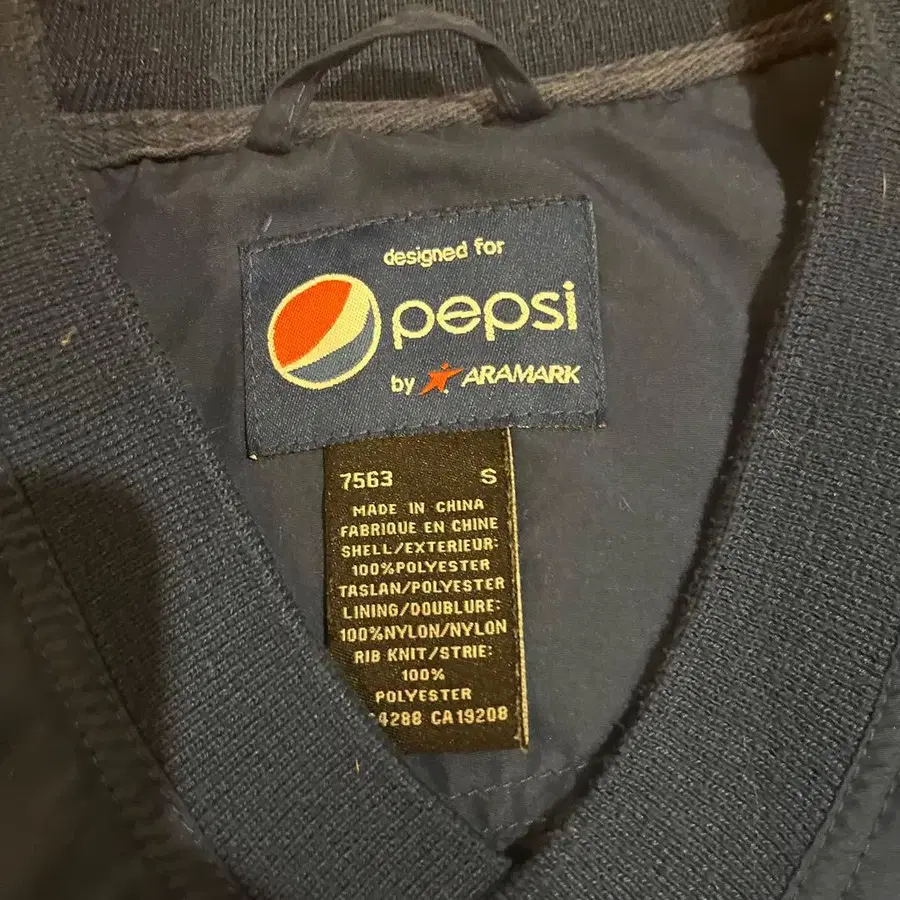 designed for
pepsi
by ARAMARK
7563 S
MADE IN CHINA
FABRIQUE EN CHINE
SHELL/EXTERIEUR:
100%POLYESTER
TASLAN/POLYESTER
LINING/DOUBLURE:
100%NYLON/NYLON
RIB KNIT/STRIE:
100%
POLYESTER
4288 CA19208